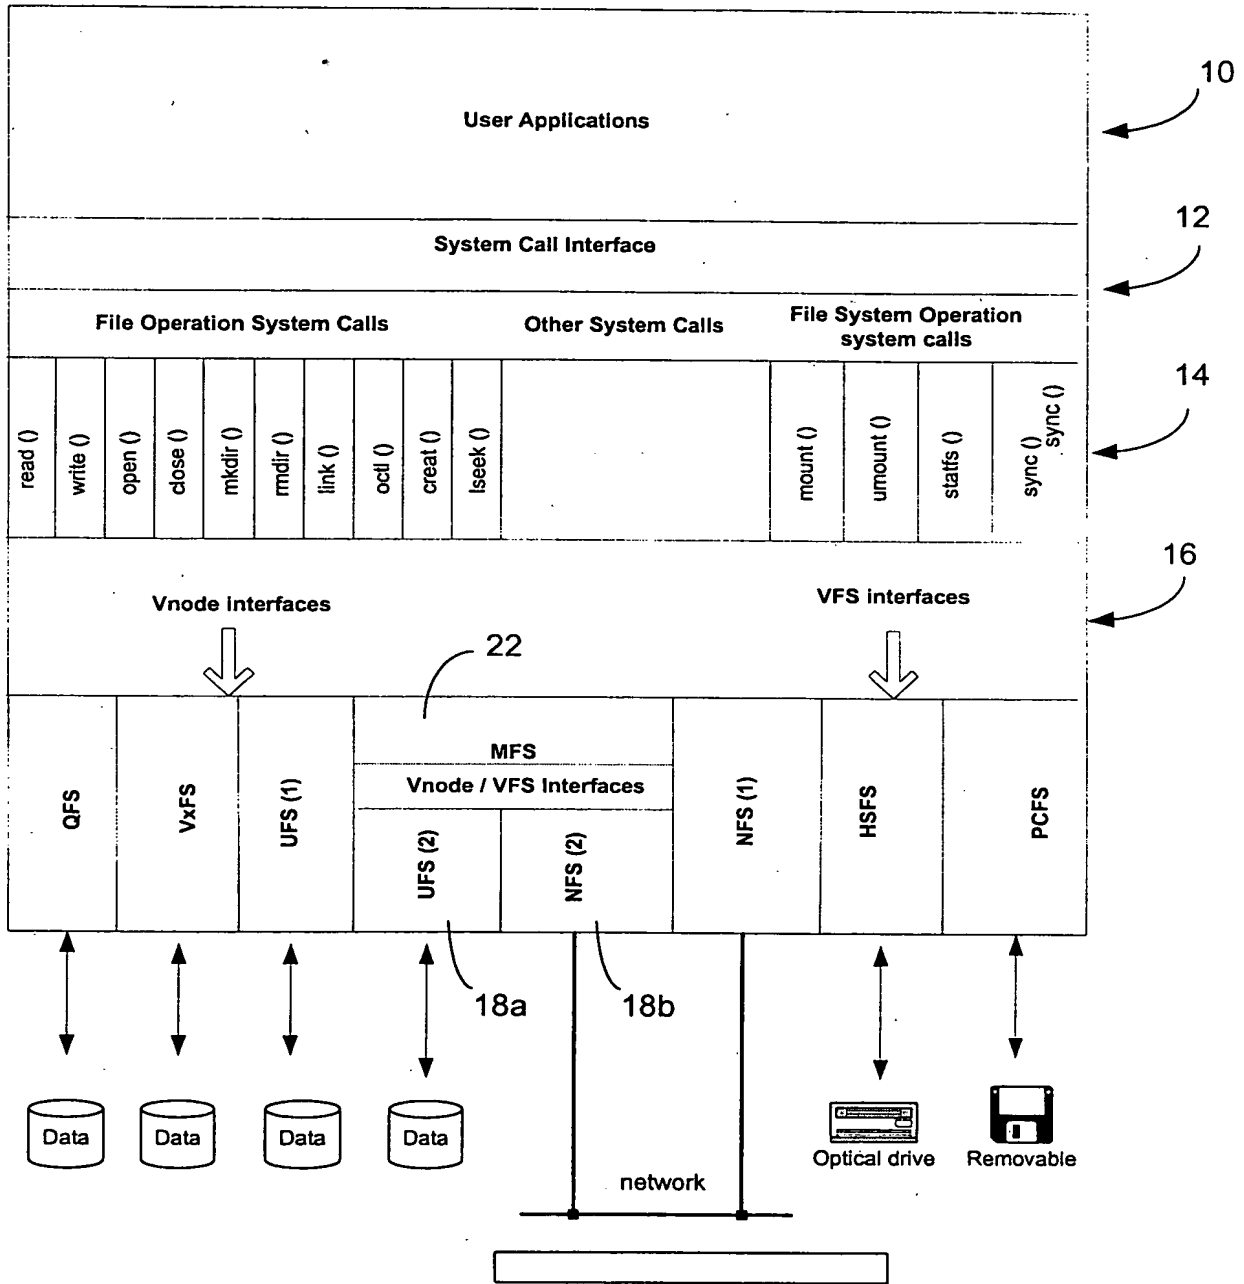 User Applications
10
System Call Interface
12
File Operation System Calls
Other System Calls
File System Operation
system calls
read ()
write ()
open ()
close ()
mkdir ()
rmdir ()
link ()
octl ()
creat ()
lseek ()
mount ()
umount ()
statfs ()
sync ()
sync ()
14
16
Vnode interfaces
VFS interfaces
22
QFS
VxFS
UFS (1)
MFS
Vnode / VFS Interfaces
UFS (2)
NFS (2)
NFS (1)
HSFS
PCFS
18a
18b
Data
Data
Data
Data
Optical drive
Removable
network